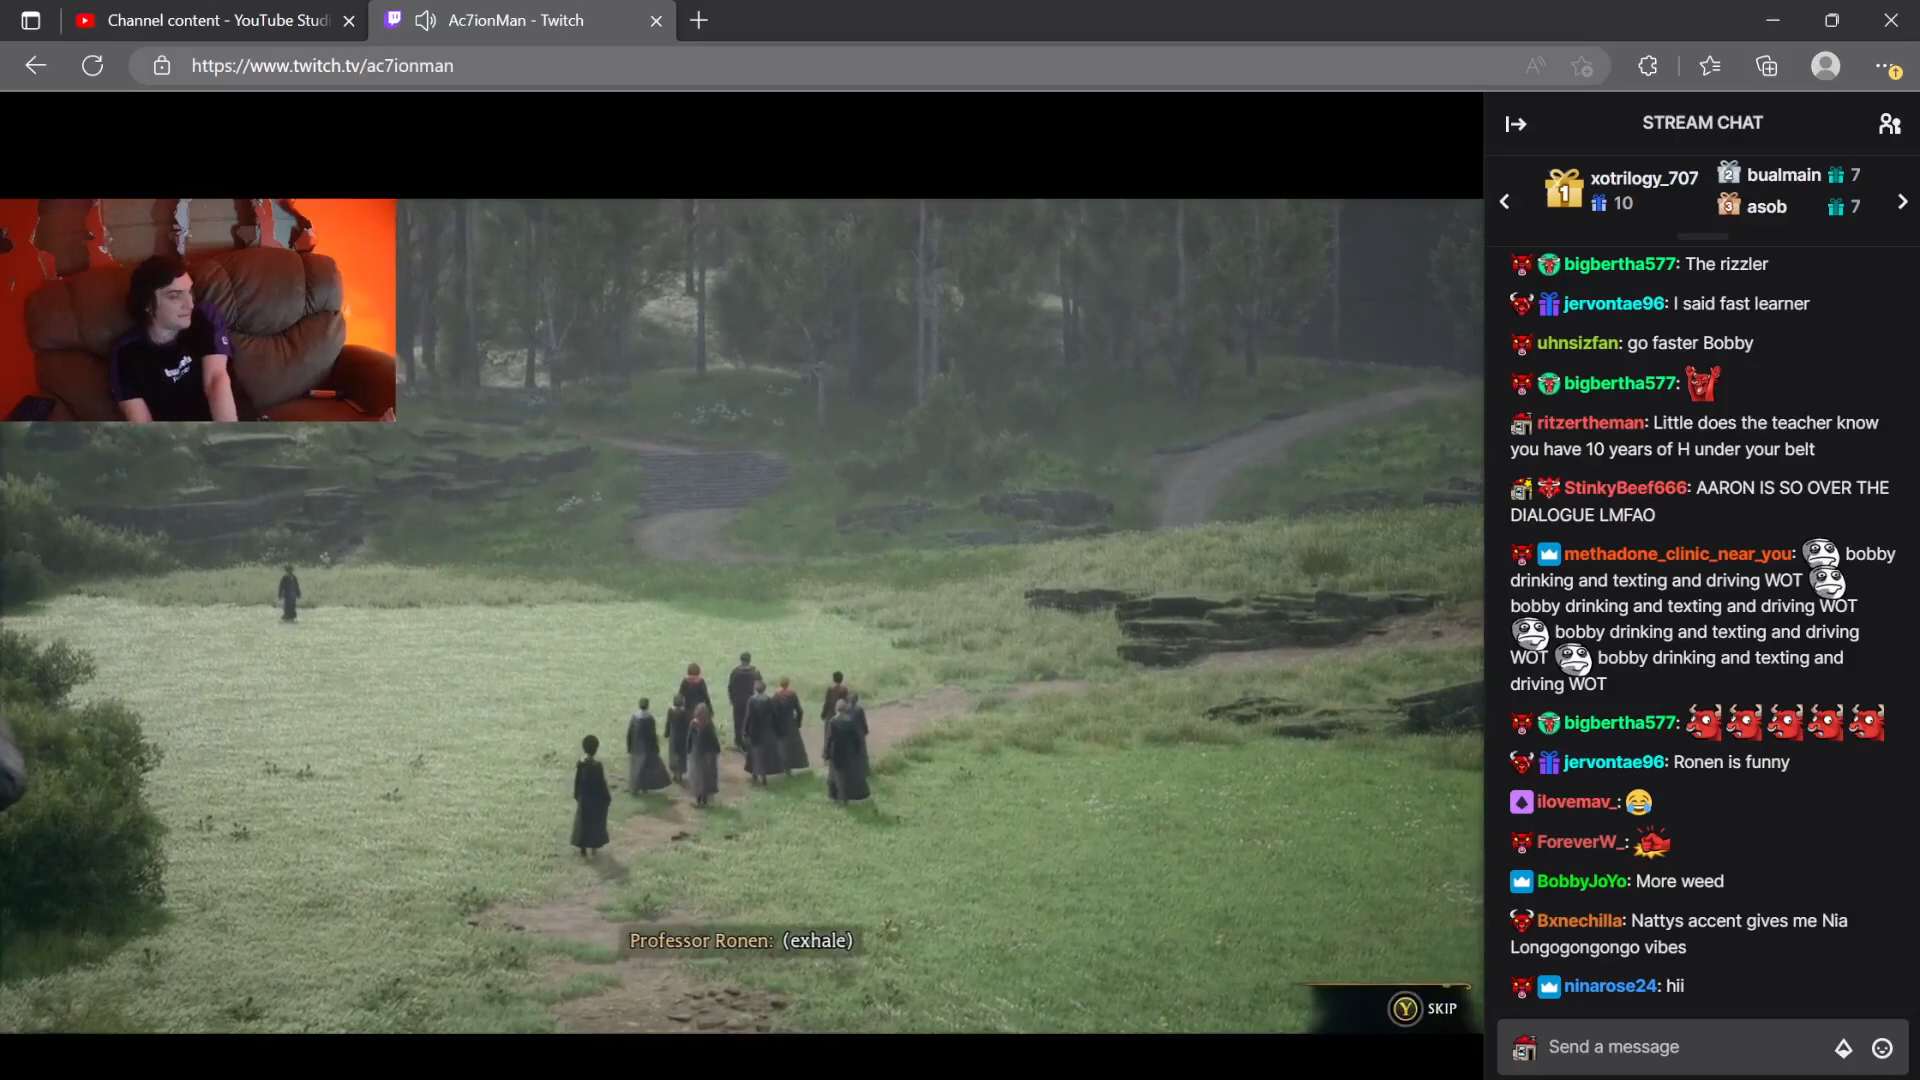 Channel content - YouTube Studi
Ac7ionMan - Twitch
https://www.twitch.tv/ac7ionman
STREAM CHAT
1 xotrilogy_707 10
2 bualmain 7
3 asob 7
bigbertha577: The rizzler
jervontae96: I said fast learner
uhnsizfan: go faster Bobby
bigbertha577:
ritzertheman: Little does the teacher know
you have 10 years of H under your belt
StinkyBeef666: AARON IS SO OVER THE
DIALOGUE LMFAO
methadone_clinic_near_you: bobby
drinking and texting and driving WOT
bobby drinking and texting and driving WOT
bobby drinking and texting and driving
WOT bobby drinking and texting and
driving WOT
bigbertha577:
jervontae96: Ronen is funny
ilovemav_: 😂
ForeverW_:
BobbyJoYo: More weed
Bxnechilla: Nattys accent gives me Nia
Longogongongo vibes
ninarose24: hii
Send a message
Professor Ronen: (exhale)
Y SKIP